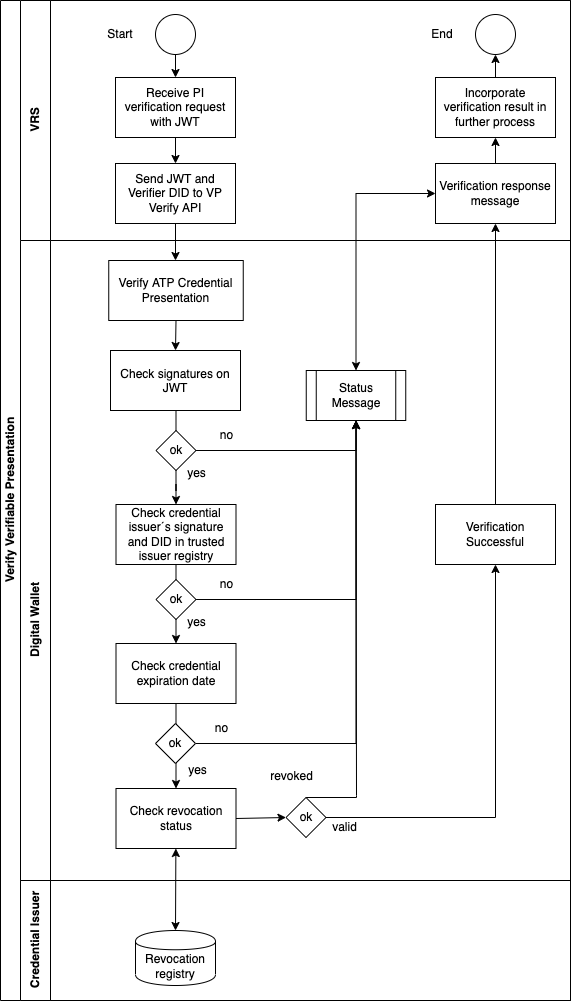 Verify Verifiable Presentation
VRS
Start
End
Receive PI
verification request
with JWT
Incorporate
verification result in
further process
Send JWT and
Verifier DID to VP
Verify API
Verification response
message
Digital Wallet
Verify ATP Credential
Presentation
Check signatures on
JWT
Status
Message
ok
no
yes
Check credential
issuer´s signature
and DID in trusted
issuer registry
Verification
Successful
ok
no
yes
Check credential
expiration date
ok
no
yes
revoked
Check revocation
status
ok
valid
Credential Issuer
Revocation
registry